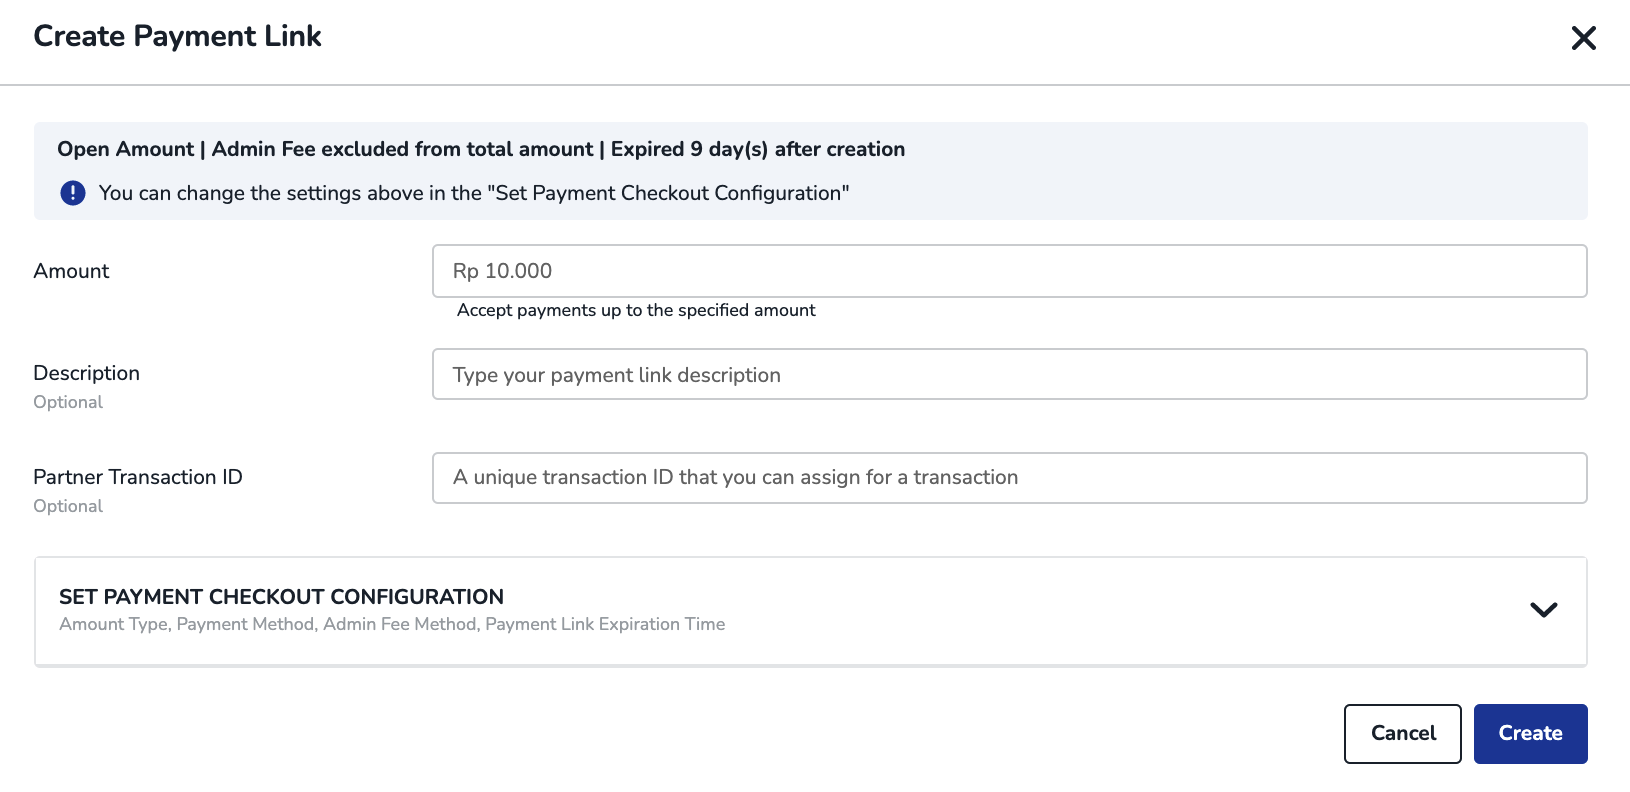 Create Payment Link
Open Amount | Admin Fee excluded from total amount | Expired 9 day(s) after creation
You can change the settings above in the "Set Payment Checkout Configuration"
Amount
Rp 10.000
Accept payments up to the specified amount
Description
Optional
Type your payment link description
Partner Transaction ID
Optional
A unique transaction ID that you can assign for a transaction
SET PAYMENT CHECKOUT CONFIGURATION
Amount Type, Payment Method, Admin Fee Method, Payment Link Expiration Time
Cancel
Create